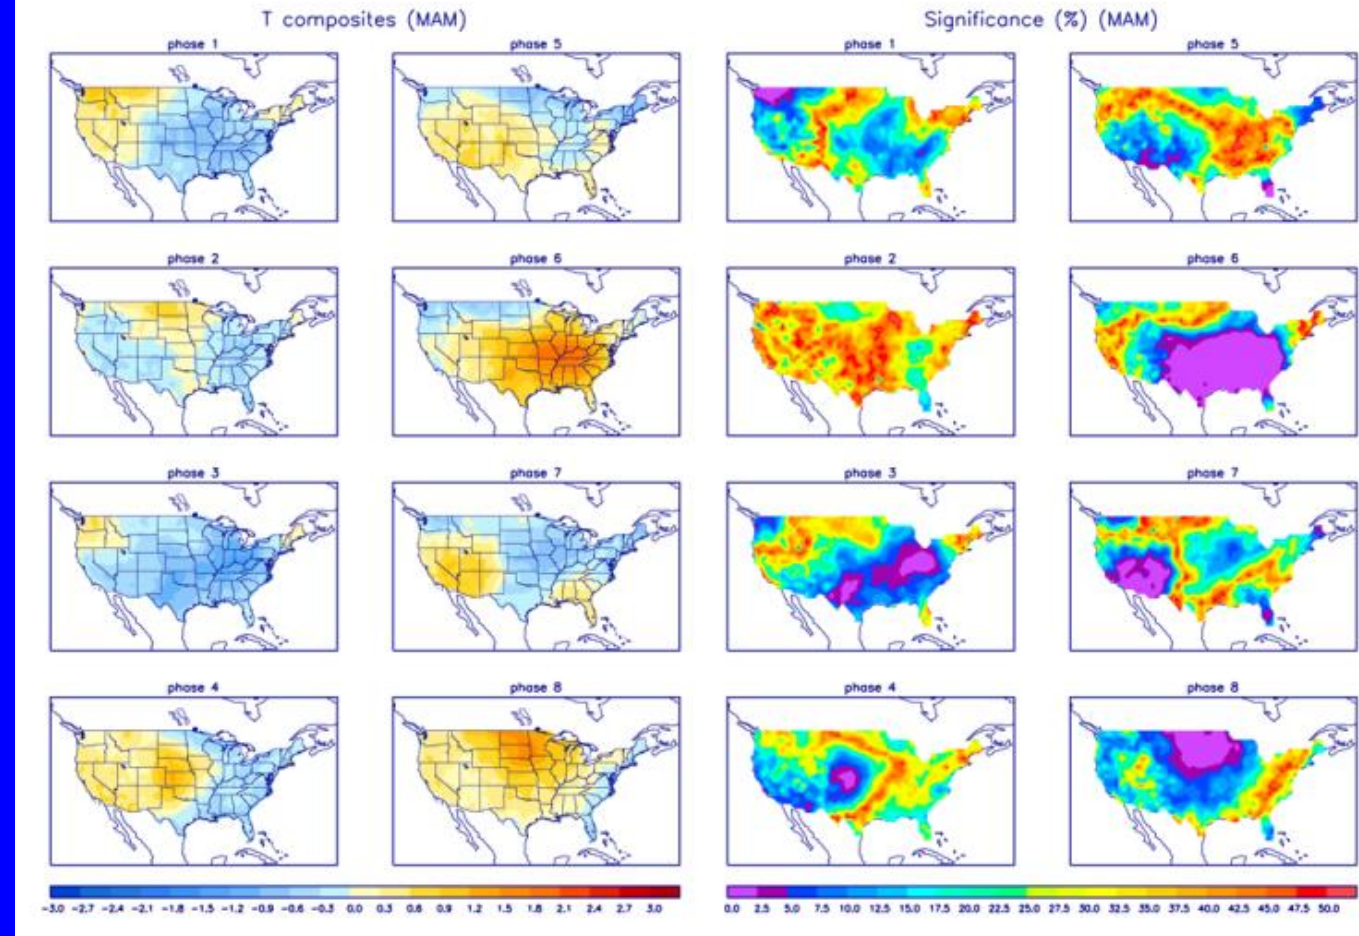 T composites (MAM)
Significance (%) (MAM)
phase 1
phase 5
phase 1
phase 5
phase 2
phase 6
phase 2
phase 6
phase 3
phase 7
phase 3
phase 7
phase 4
phase 8
phase 4
phase 8
-3.0 -2.7 -2.4 -2.1 -1.8 -1.5 -1.2 -0.9 -0.6 -0.3 0.0 0.3 0.6 0.9 1.2 1.5 1.8 2.1 2.4 2.7 3.0
0.0 2.5 5.0 7.5 10.0 12.5 15.0 17.5 20.0 22.5 25.0 27.5 30.0 32.5 35.0 37.5 40.0 42.5 45.0 47.5 50.0